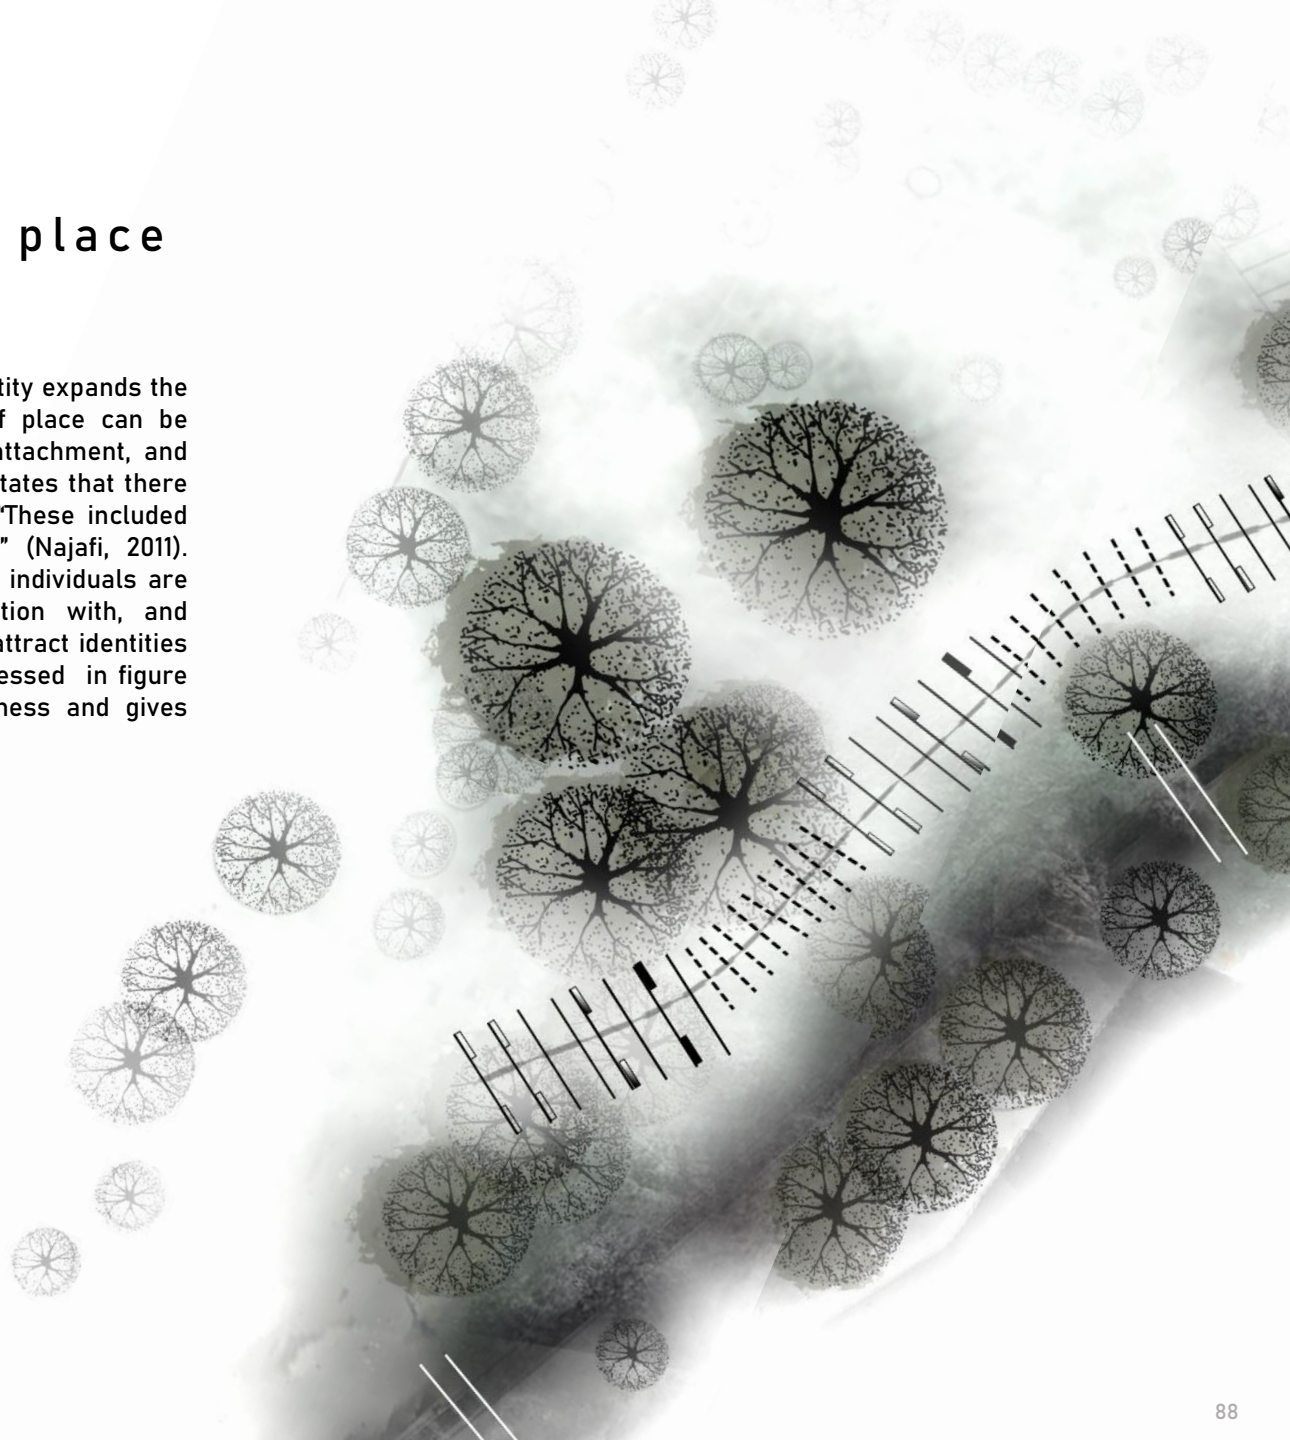 place
tity expands the
f place can be
attachment, and
tates that there
“These included
” (Najafi, 2011).
individuals are
tion with, and
attract identities
essed in figure
ness and gives
88